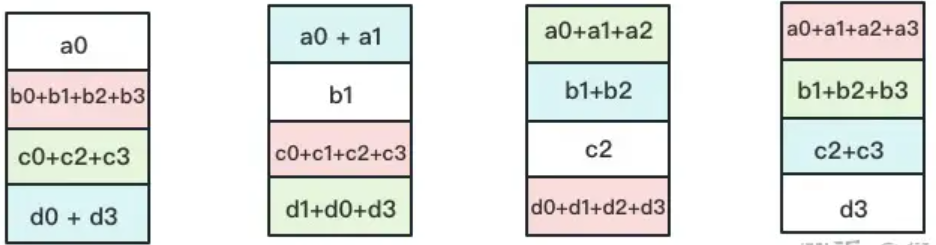 a0
b0+b1+b2+b3
c0+c2+c3
d0 + d3
a0 + a1
b1
c0+c1+c2+c3
d1+d0+d3
a0+a1+a2
b1+b2
c2
d0+d1+d2+d3
a0+a1+a2+a3
b1+b2+b3
c2+c3
d3